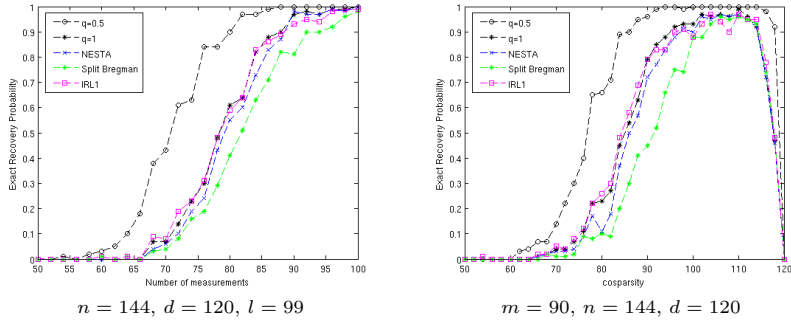 1
0.9
0.8
0.7
0.6
0.5
0.4
0.3
0.2
0.1
0
Exact Recovery Probability
q=0.5
q=1
NESTA
Split Bregman
IRL1
50 55 60 65 70 75 80 85 90 95 100
Number of measurements
n = 144, d = 120, l = 99
1
0.9
0.8
0.7
0.6
0.5
0.4
0.3
0.2
0.1
0
Exact Recovery Probability
q=0.5
q=1
NESTA
Split Bregman
IRL1
50 60 70 80 90 100 110 120
cosparsity
m = 90, n = 144, d = 120